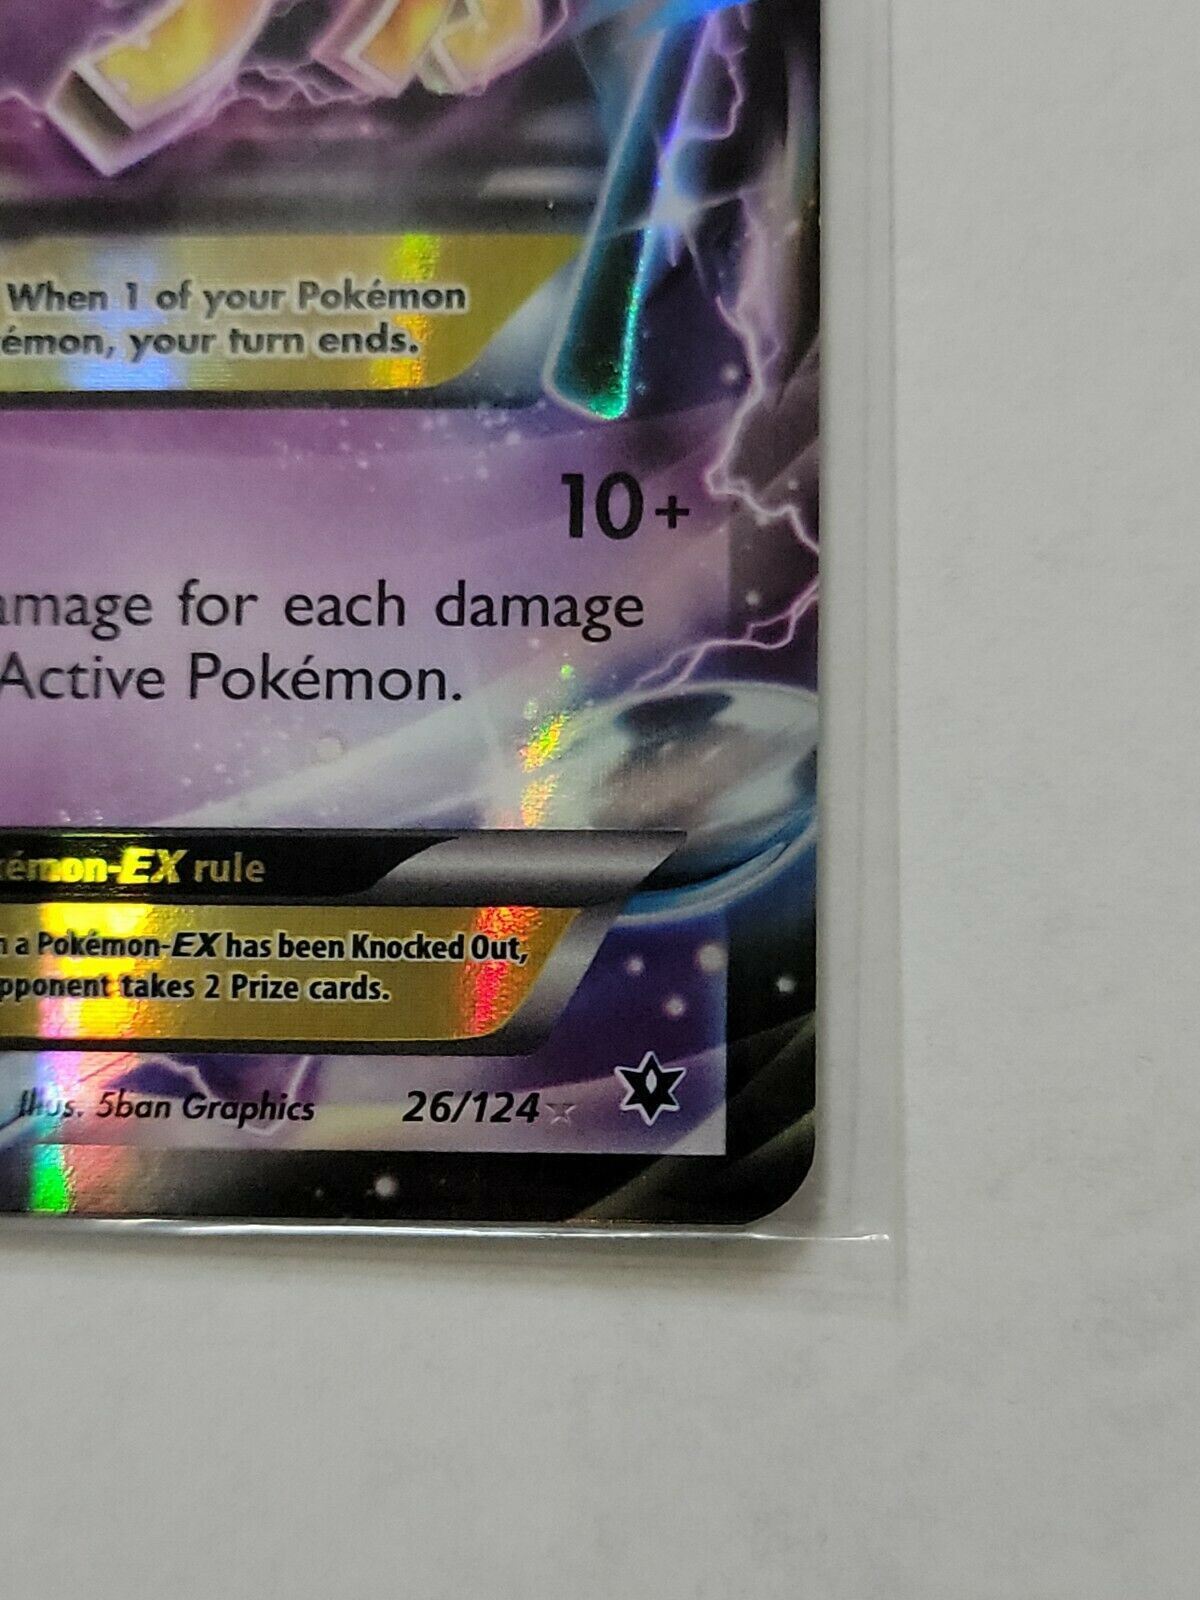 When 1 of your Pokémon
émon, your turn ends.
10+
amage for each damage
Active Pokémon.
émon-EX rule
n a Pokémon-EX has been Knocked Out,
pponent takes 2 Prize cards.
Illus. 5ban Graphics 26/124